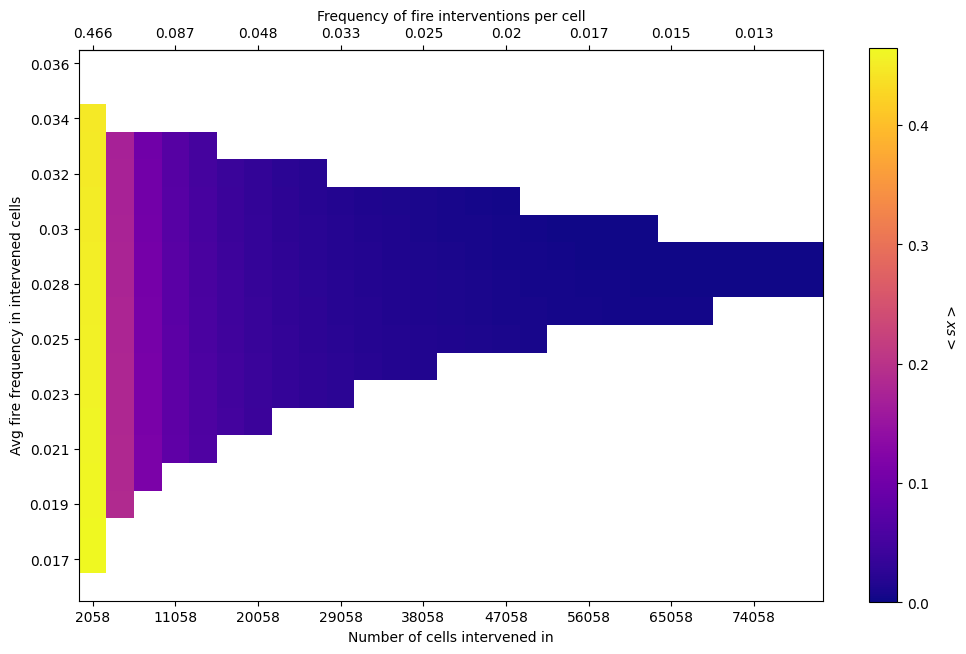 Frequency of fire interventions per cell
0.466 0.087 0.048 0.033 0.025 0.02 0.017 0.015 0.013
Avg fire frequency in intervened cells
0.036
0.034
0.032
0.03
0.028
0.025
0.023
0.021
0.019
0.017
2058 11058 20058 29058 38058 47058 56058 65058 74058
Number of cells intervened in
0.4
0.3
0.2
0.1
0.0
< sx >